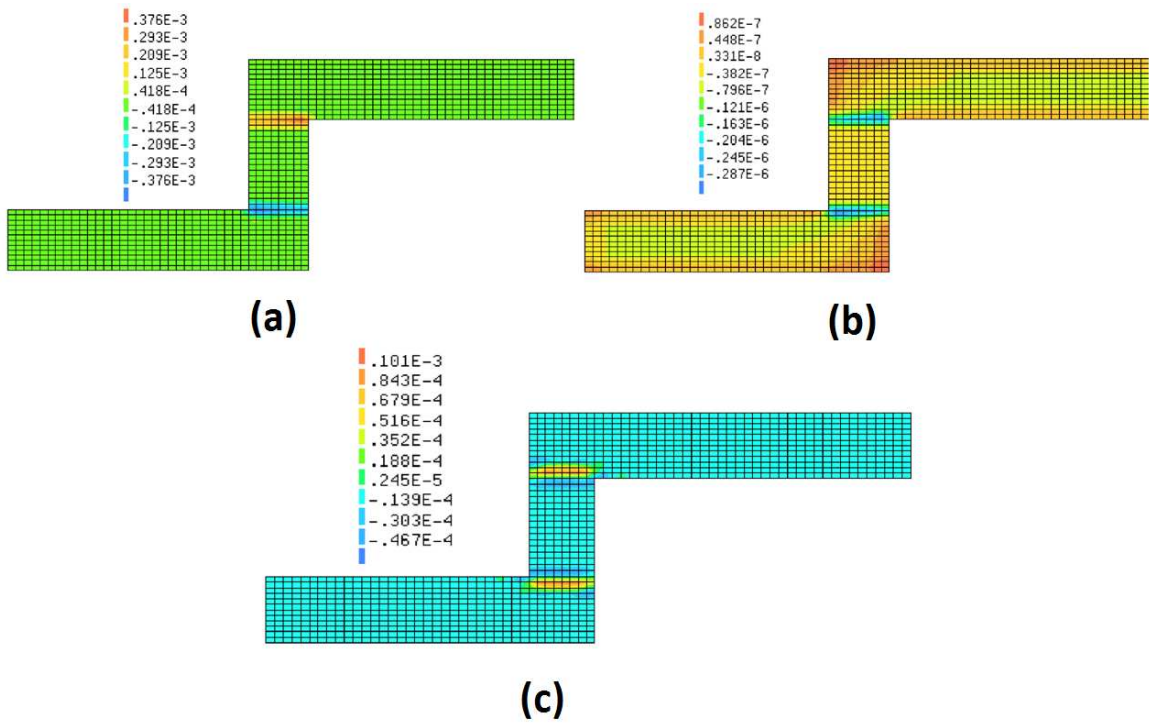 .376E-3
.293E-3
.209E-3
.125E-3
.418E-4
-.418E-4
-.125E-3
-.209E-3
-.293E-3
-.376E-3
(a)
.862E-7
.448E-7
.331E-8
-.382E-7
-.796E-7
-.121E-6
-.163E-6
-.204E-6
-.245E-6
-.287E-6
(b)
.101E-3
.843E-4
.679E-4
.516E-4
.352E-4
.188E-4
.245E-5
-.139E-4
-.303E-4
-.467E-4
(c)